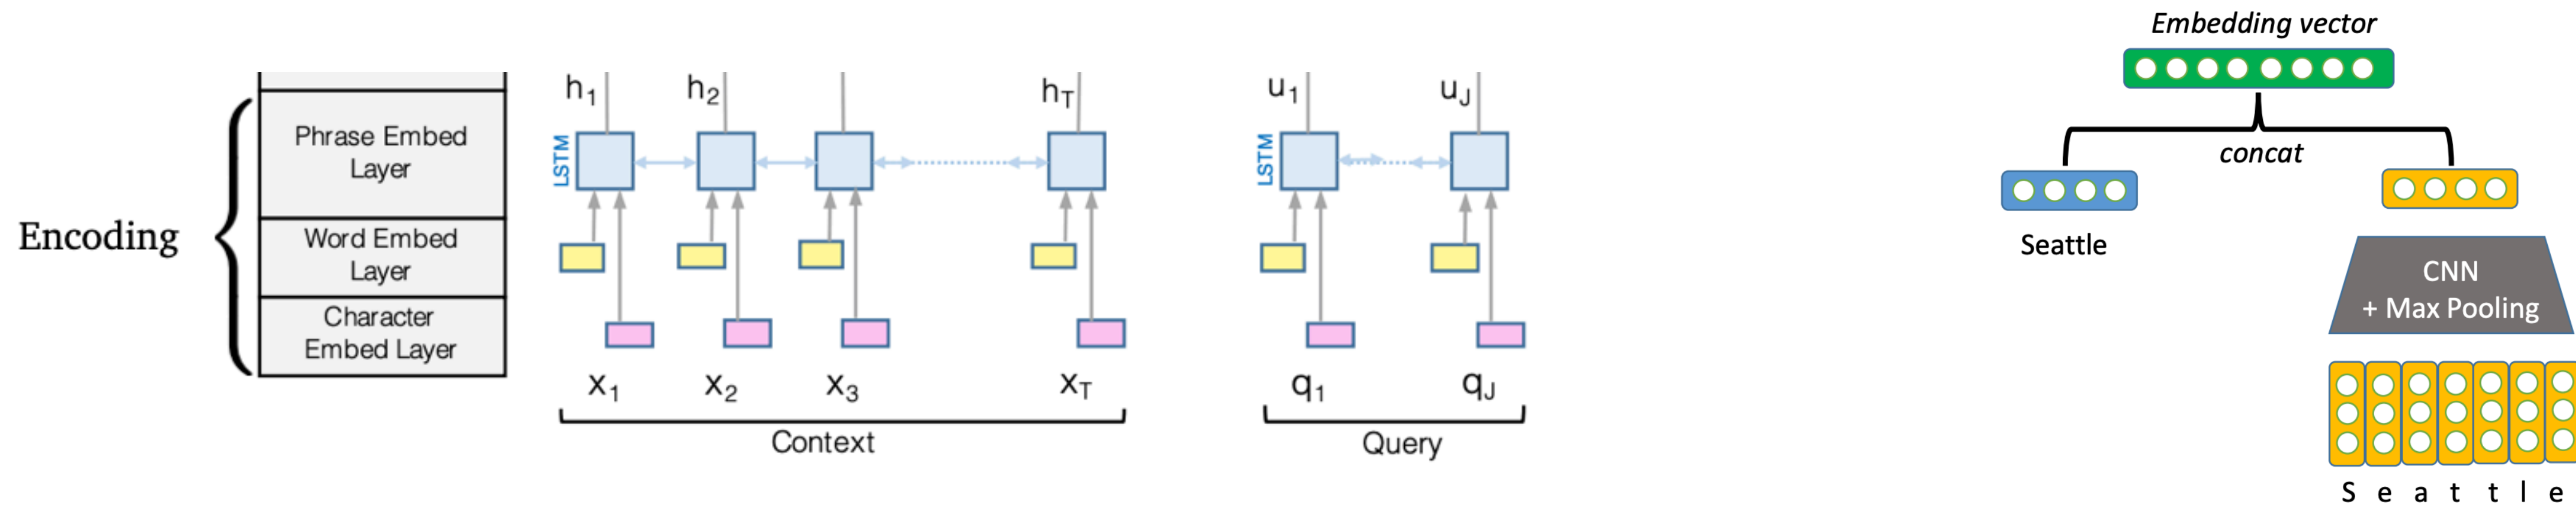 Encoding
Phrase Embed
Layer
Word Embed
Layer
Character
Embed Layer
LSTM
h1
h2
hT
x1
x2
x3
xT
Context
LSTM
u1
uJ
q1
qJ
Query
Embedding vector
concat
Seattle
CNN
+ Max Pooling
S e a t t l e